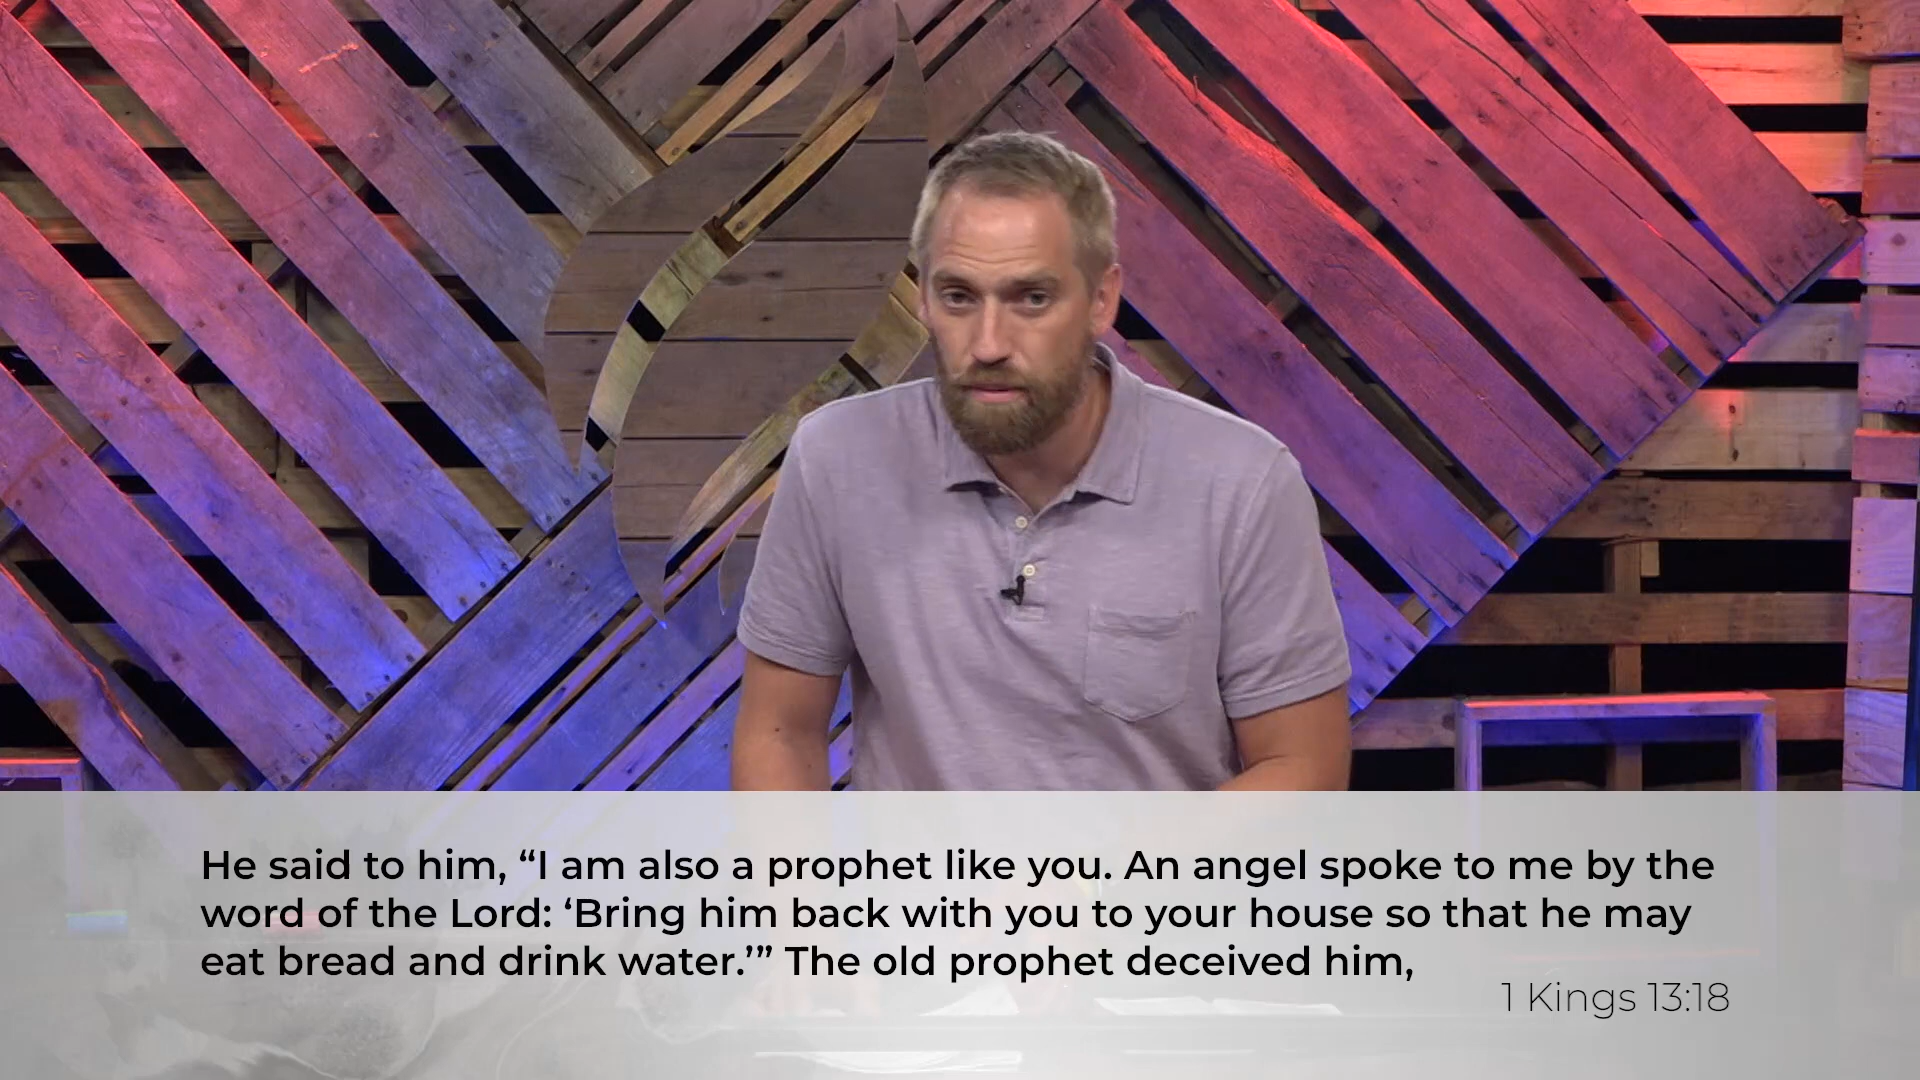 He said to him, “I am also a prophet like you. An angel spoke to me by the
word of the Lord: ‘Bring him back with you to your house so that he may
eat bread and drink water.’” The old prophet deceived him,
1 Kings 13:18